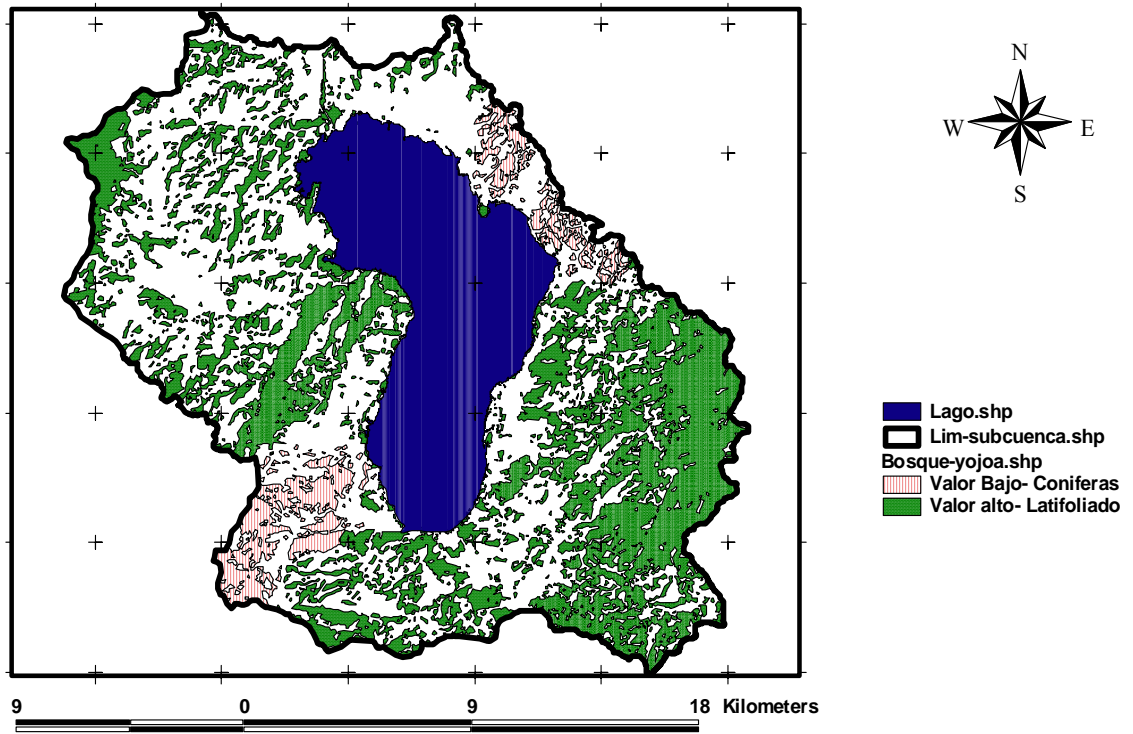 N
W E
S
Lago.shp
Lim-subcuenca.shp
Bosque-yojoa.shp
Valor Bajo- Coniferas
Valor alto- Latifoliado
9 0 9 18 Kilometers